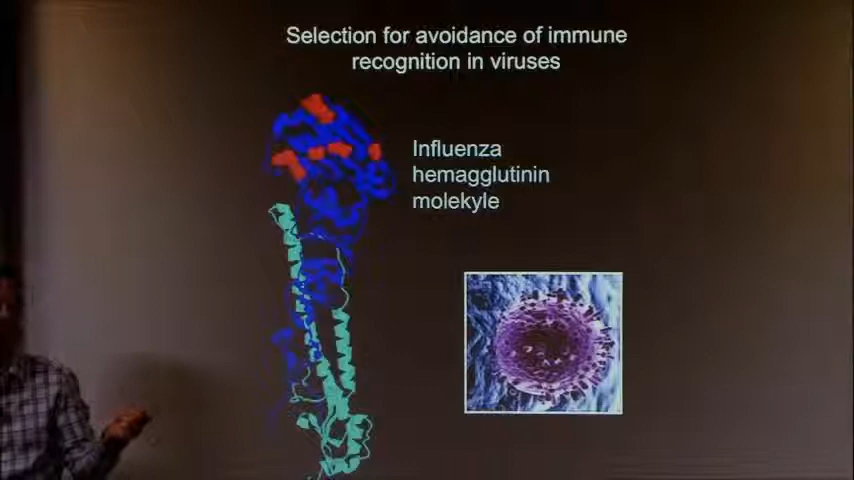 Selection for avoidance of immune
recognition in viruses
Influenza
hemagglutinin
molekyle